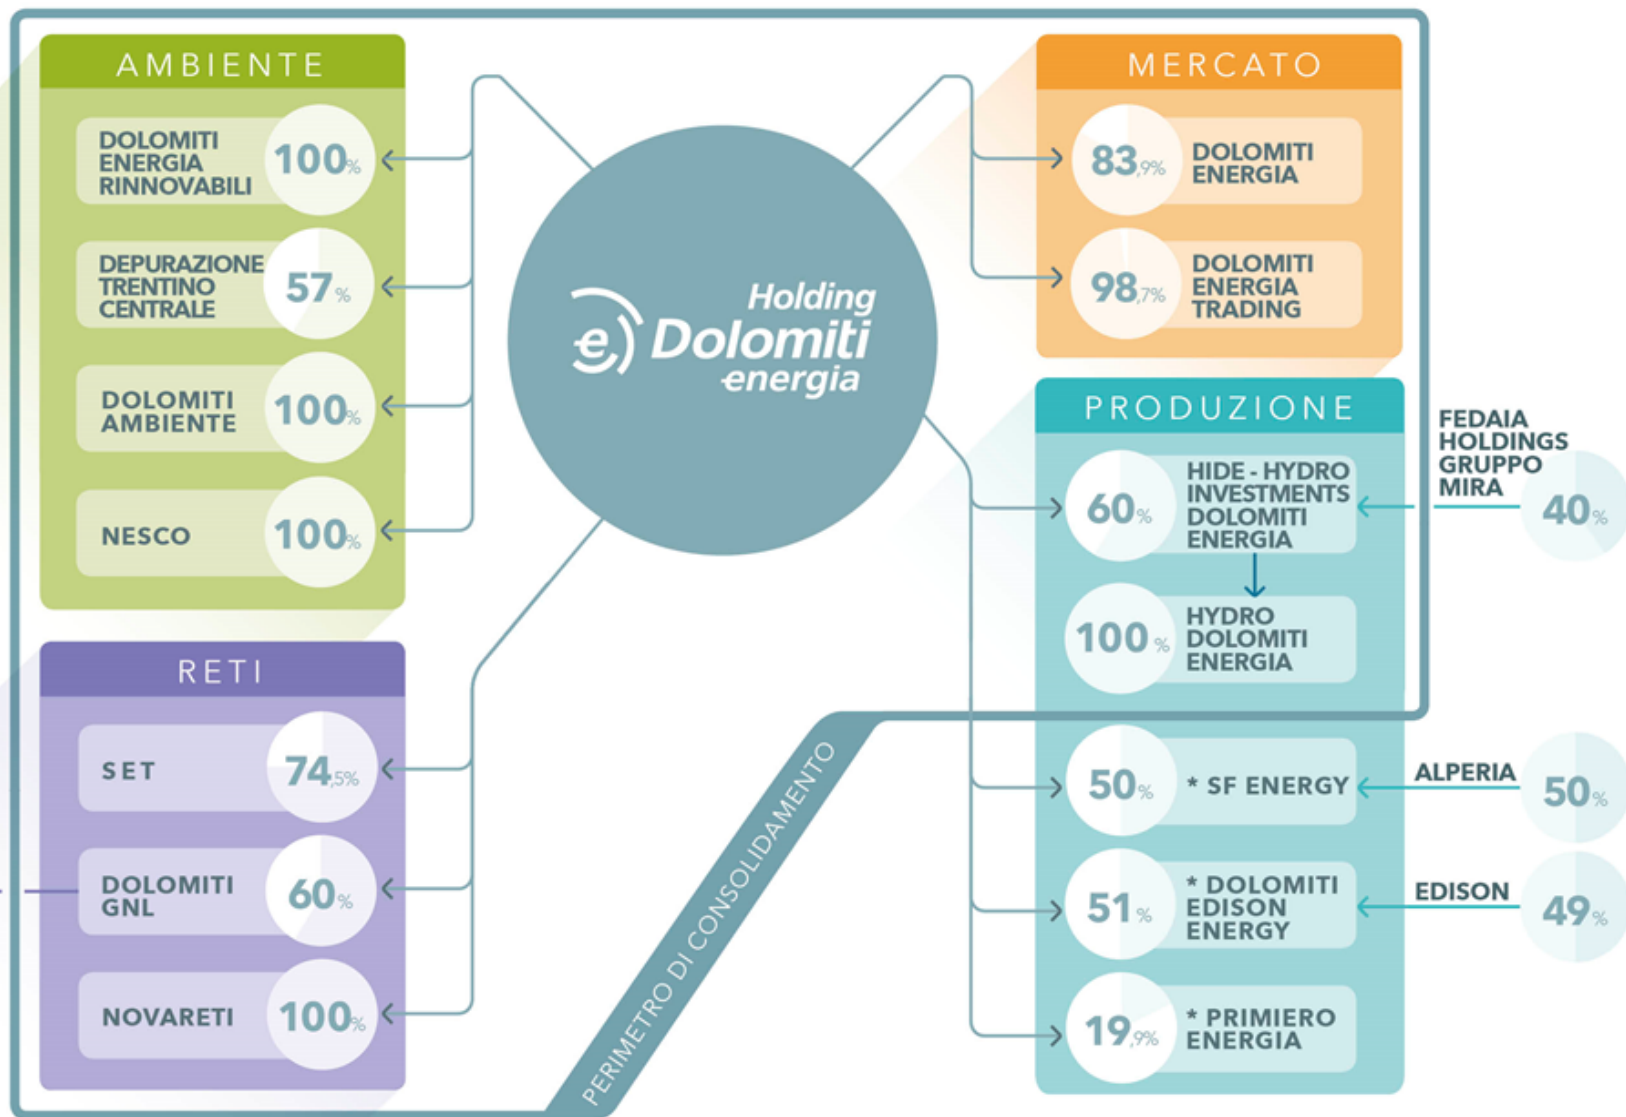 AMBIENTE
DOLOMITI
ENERGIA
RINNOVABILI
100%
DEPURAZIONE
TRENTINO
CENTRALE
57%
DOLOMITI
AMBIENTE
100%
NESCO
100%
RETI
SET
74,5%
DOLOMITI
GNL
60%
NOVARETI
100%
Holding
e Dolomiti
energia
PERIMETRO DI CONSOLIDAMENTO
MERCATO
83,9%
DOLOMITI
ENERGIA
98,7%
DOLOMITI
ENERGIA
TRADING
PRODUZIONE
60%
HIDE - HYDRO
INVESTMENTS
DOLOMITI
ENERGIA
100%
HYDRO
DOLOMITI
ENERGIA
50%
* SF ENERGY
51%
* DOLOMITI
EDISON
ENERGY
19,9%
* PRIMIERO
ENERGIA
FEDAIA
HOLDINGS
GRUPPO
MIRA
40%
ALPERIA
50%
EDISON
49%